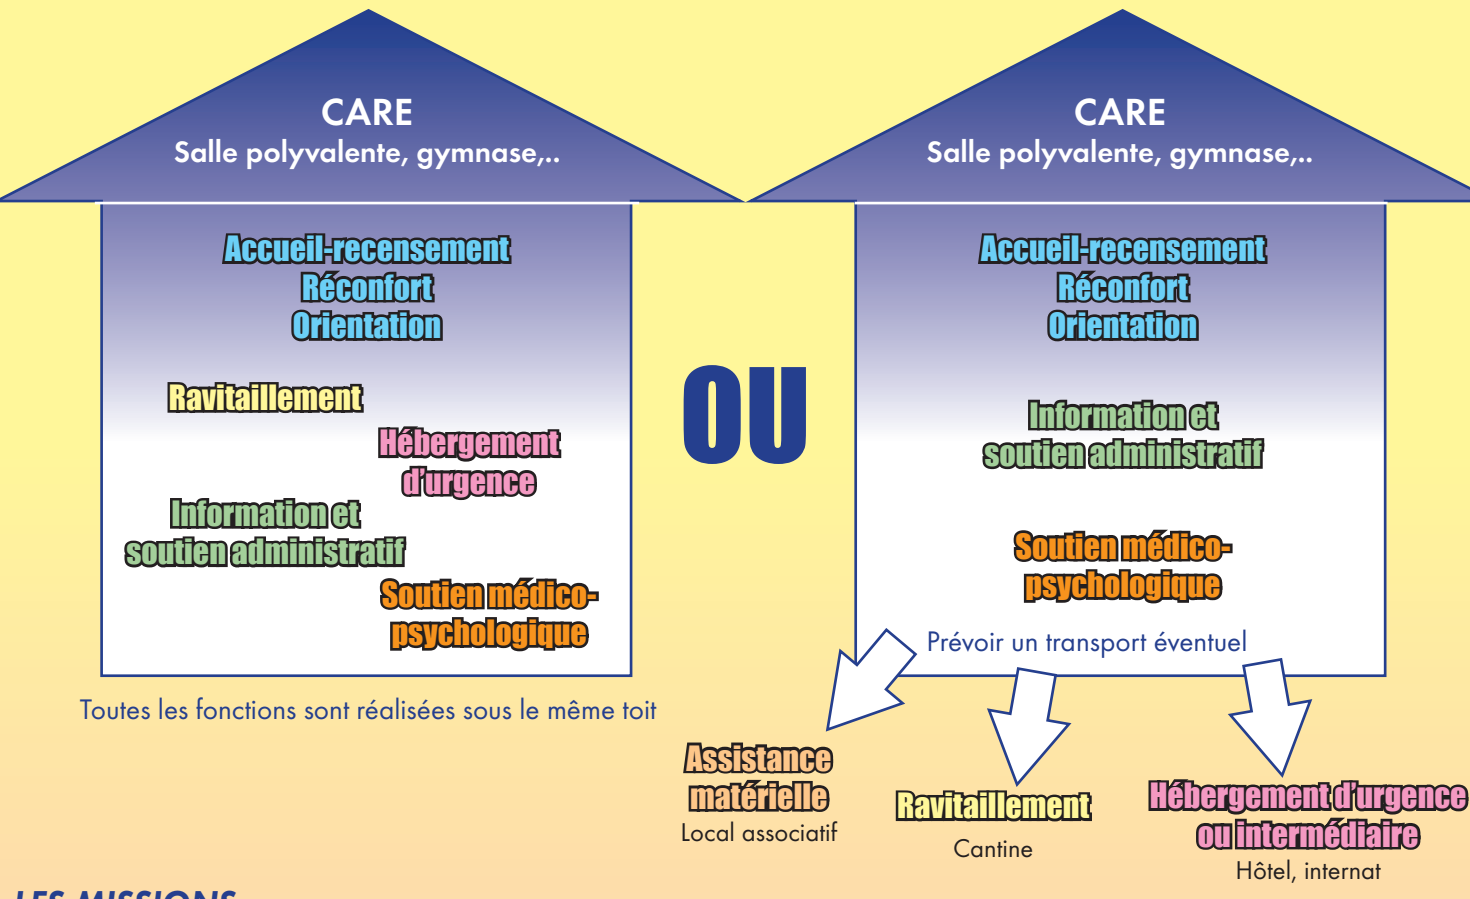 CARE
Salle polyvalente, gymnase,..
Accueil-recensement
Réconfort
Orientation
Ravitaillement
Hébergement
d'urgence
Information et
soutien administratif
Soutien médico-
psychologique
Toutes les fonctions sont réalisées sous le même toit
OU
CARE
Salle polyvalente, gymnase,..
Accueil-recensement
Réconfort
Orientation
Information et
soutien administratif
Soutien médico-
psychologique
Prévoir un transport éventuel
Assistance
matérielle
Local associatif
Ravitaillement
Cantine
Hébergement d'urgence
ou intermédiaire
Hôtel, internat
LES MISSIONS